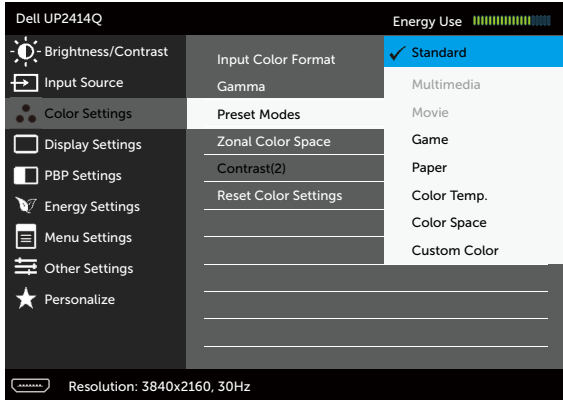 Dell UP2414Q
Energy Use
Brightness/Contrast
Input Source
Color Settings
Display Settings
PBP Settings
Energy Settings
Menu Settings
Other Settings
Personalize
Input Color Format
Gamma
Preset Modes
Zonal Color Space
Contrast(2)
Reset Color Settings
Standard
Multimedia
Movie
Game
Paper
Color Temp.
Color Space
Custom Color
Resolution: 3840x2160, 30Hz